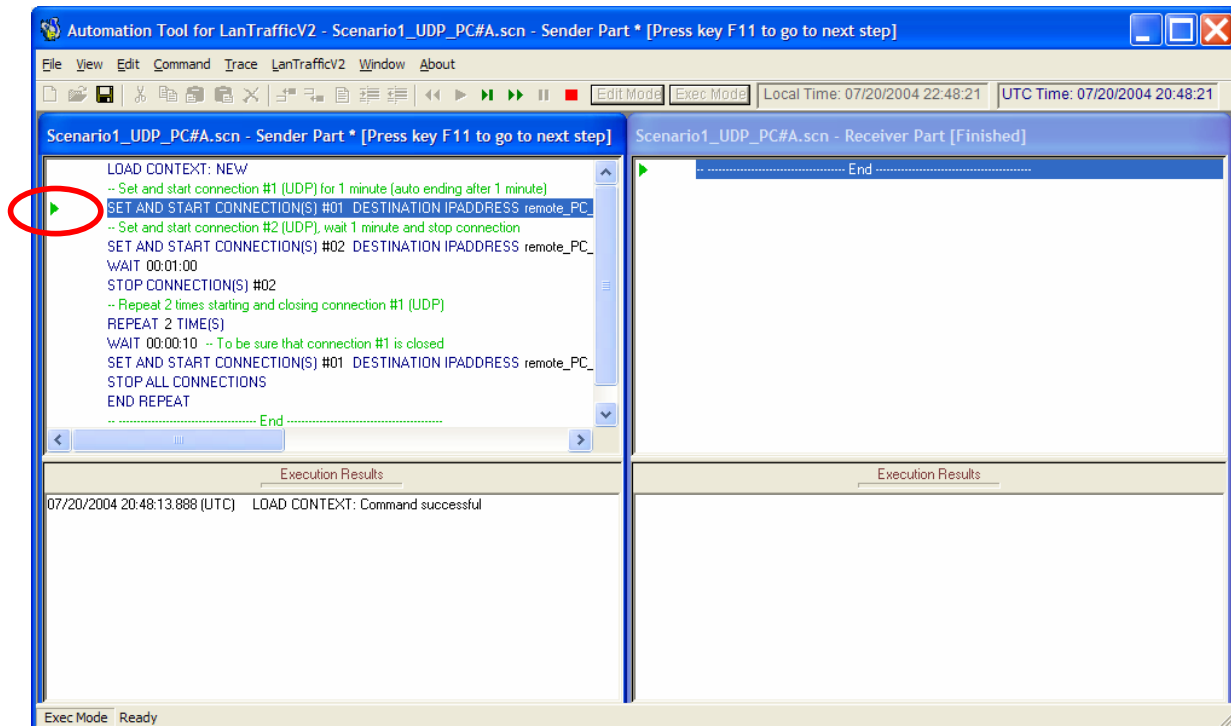 Automation Tool for LanTrafficV2 - Scenario1_UDP_PC#A.scn - Sender Part * [Press key F11 to go to next step]
File View Edit Command Trace LanTrafficV2 Window About
Edit Mode Exec Mode Local Time: 07/20/2004 22:48:21 UTC Time: 07/20/2004 20:48:21
Scenario1_UDP_PC#A.scn - Sender Part * [Press key F11 to go to next step]
LOAD CONTEXT: NEW
-- Set and start connection #1 (UDP) for 1 minute (auto ending after 1 minute)
SET AND START CONNECTION(S) #01 DESTINATION IPADDRESS remote_PC_
-- Set and start connection #2 (UDP), wait 1 minute and stop connection
SET AND START CONNECTION(S) #02 DESTINATION IPADDRESS remote_PC_
WAIT 00:01:00
STOP CONNECTION(S) #02
-- Repeat 2 times starting and closing connection #1 (UDP)
REPEAT 2 TIME(S)
WAIT 00:00:10 -- To be sure that connection #1 is closed
SET AND START CONNECTION(S) #01 DESTINATION IPADDRESS remote_PC_
STOP ALL CONNECTIONS
END REPEAT
-- ------------------------------------- End ------------------------------------------
Execution Results
07/20/2004 20:48:13.888 (UTC) LOAD CONTEXT: Command successful
Scenario1_UDP_PC#A.scn - Receiver Part [Finished]
-- ------------------------------------- End ------------------------------------------
Execution Results
Exec Mode Ready